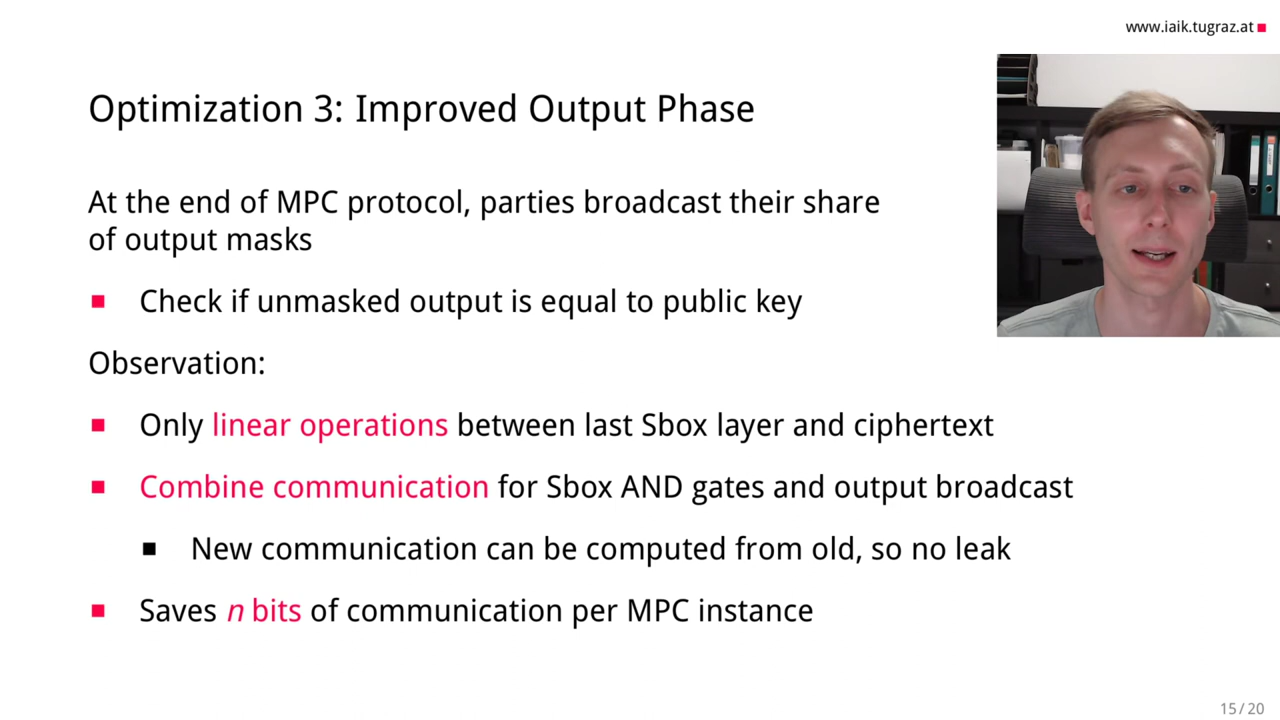 www.iaik.tugraz.at
Optimization 3: Improved Output Phase
At the end of MPC protocol, parties broadcast their share
of output masks
Check if unmasked output is equal to public key
Observation:
Only linear operations between last Sbox layer and ciphertext
Combine communication for Sbox AND gates and output broadcast
New communication can be computed from old, so no leak
Saves n bits of communication per MPC instance
15 / 20